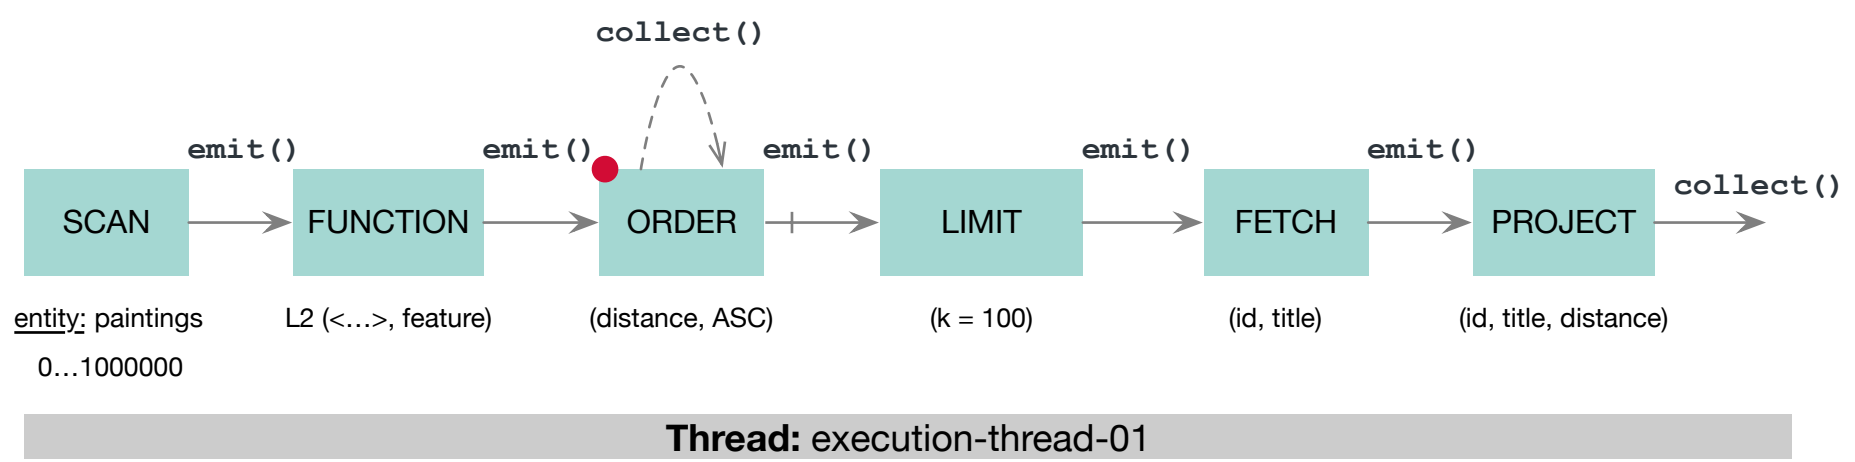 collect()
emit()
emit()
emit()
emit()
emit()
collect()
SCAN
FUNCTION
ORDER
LIMIT
FETCH
PROJECT
entity: paintings
0...1000000
L2 (<...>, feature)
(distance, ASC)
(k = 100)
(id, title)
(id, title, distance)
Thread: execution-thread-01